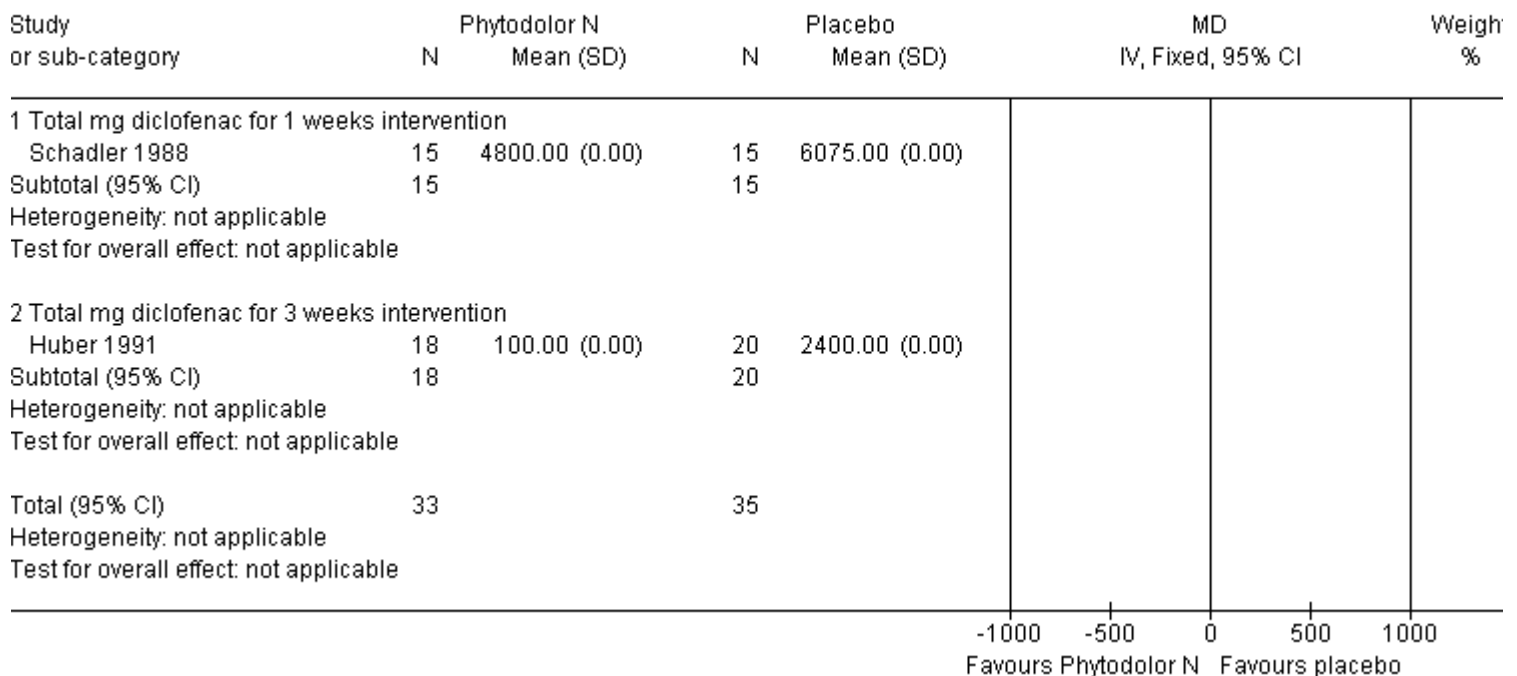 Study Phytodolor N Placebo MD Weigh
or sub-category N Mean (SD) N Mean (SD) IV, Fixed, 95% CI %
1 Total mg diclofenac for 1 weeks intervention
Schadler 1988 15 4800.00 (0.00) 15 6075.00 (0.00)
Subtotal (95% CI) 15 15
Heterogeneity: not applicable
Test for overall effect: not applicable
2 Total mg diclofenac for 3 weeks intervention
Huber 1991 18 100.00 (0.00) 20 2400.00 (0.00)
Subtotal (95% CI) 18 20
Heterogeneity: not applicable
Test for overall effect: not applicable
Total (95% CI) 33 35
Heterogeneity: not applicable
Test for overall effect: not applicable
-1000 -500 0 500 1000
Favours Phytodolor N Favours placebo